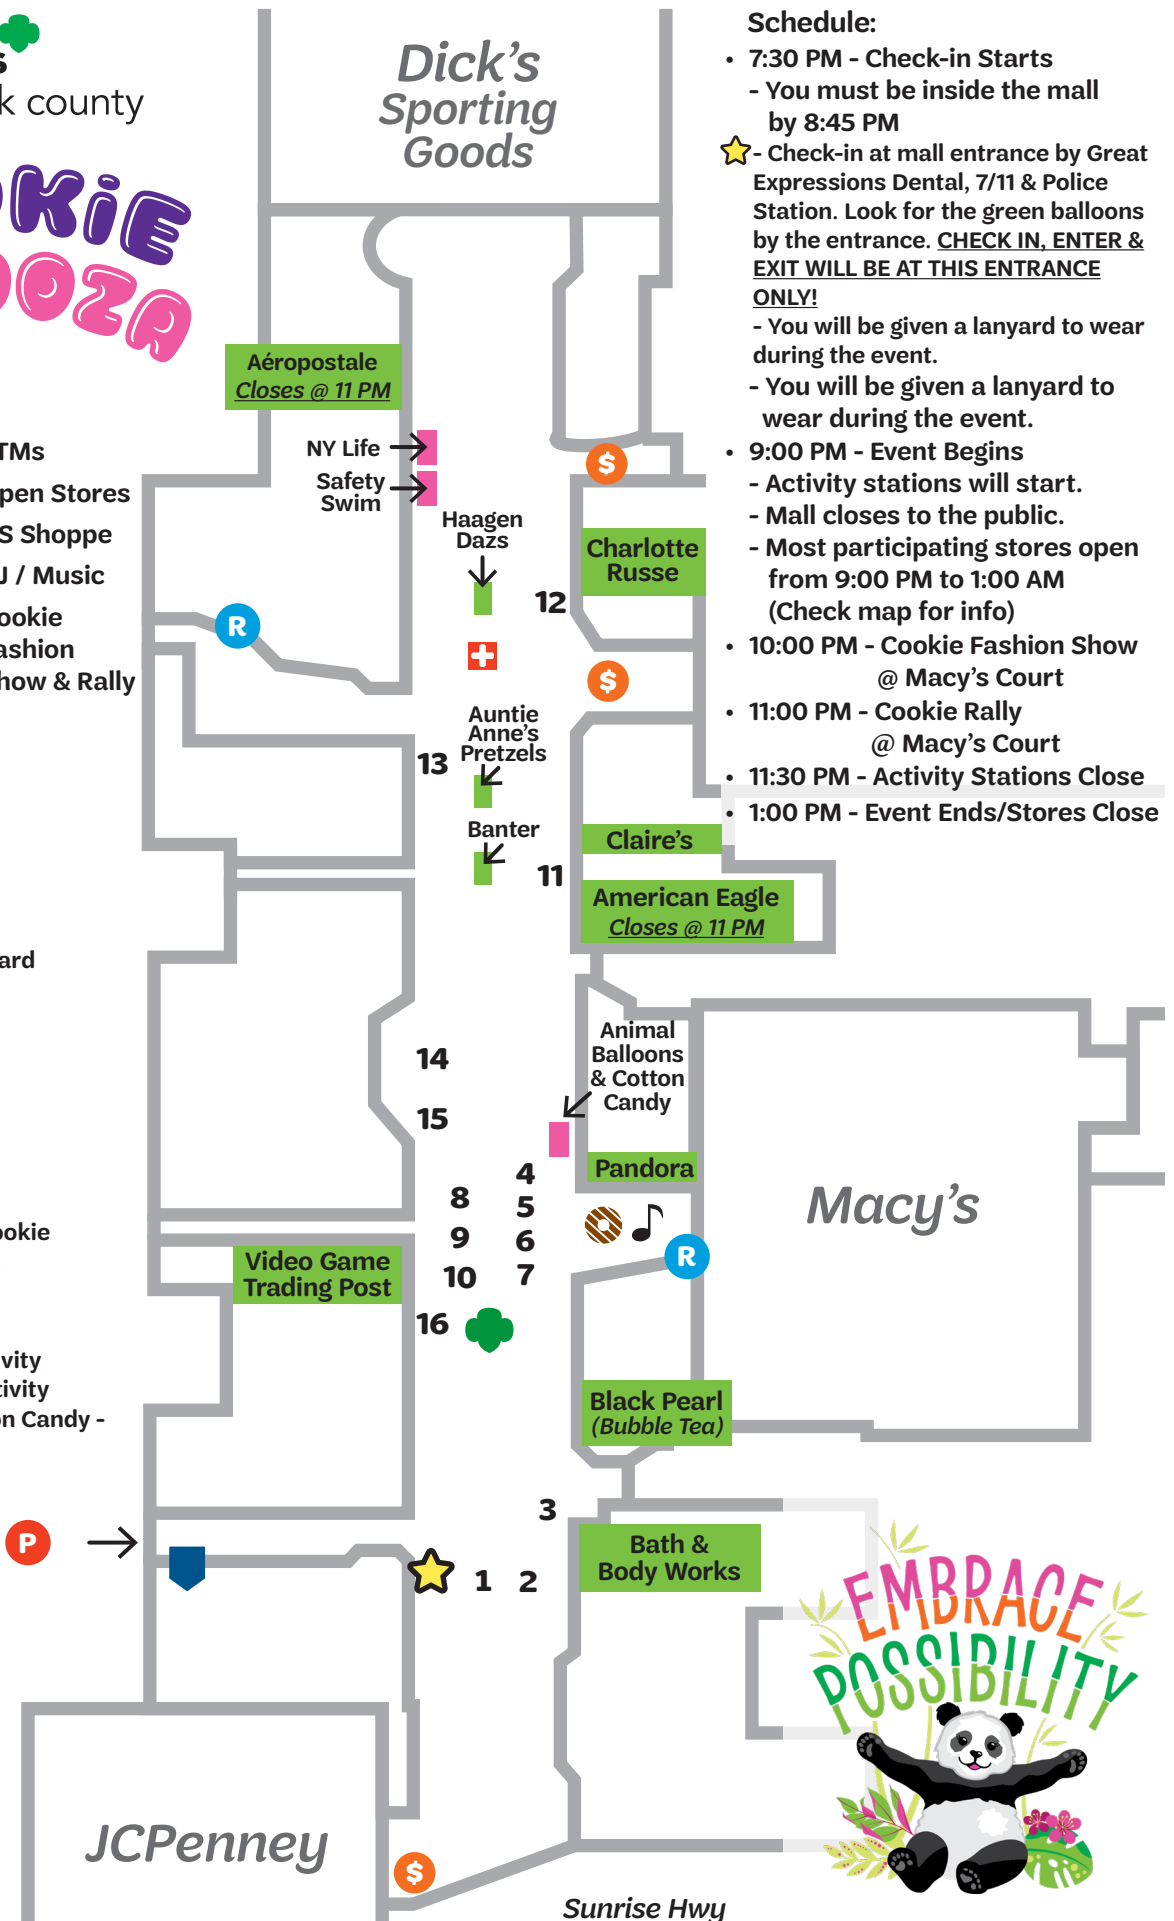 s
k county
OKiE
OOZA
TMs
pen Stores
S Shoppe
J / Music
ookie
ashion
how & Rally
ard
ookie
vity
tivity
on Candy -
P
Dick's
Sporting
Goods
Aéropostale
Closes @ 11 PM
NY Life
Safety
Swim
Haagen
Dazs
$
Charlotte
Russe
12
R
$
Auntie
Anne's
Pretzels
13
Banter
Claire's
11
American Eagle
Closes @ 11 PM
Animal
Balloons
& Cotton
Candy
14
15
Pandora
4
8
5
9
6
10
7
R
Macy's
Video Game
Trading Post
16
Black Pearl
(Bubble Tea)
3
Bath &
Body Works
1
2
JCPenney
$
Sunrise Hwy
Schedule:
• 7:30 PM - Check-in Starts
- You must be inside the mall
by 8:45 PM
- Check-in at mall entrance by Great
Expressions Dental, 7/11 & Police
Station. Look for the green balloons
by the entrance. CHECK IN, ENTER &
EXIT WILL BE AT THIS ENTRANCE
ONLY!
- You will be given a lanyard to wear
during the event.
- You will be given a lanyard to
wear during the event.
• 9:00 PM - Event Begins
- Activity stations will start.
- Mall closes to the public.
- Most participating stores open
from 9:00 PM to 1:00 AM
(Check map for info)
• 10:00 PM - Cookie Fashion Show
@ Macy's Court
• 11:00 PM - Cookie Rally
@ Macy's Court
• 11:30 PM - Activity Stations Close
• 1:00 PM - Event Ends/Stores Close
EMBRACE
POSSIBILITY